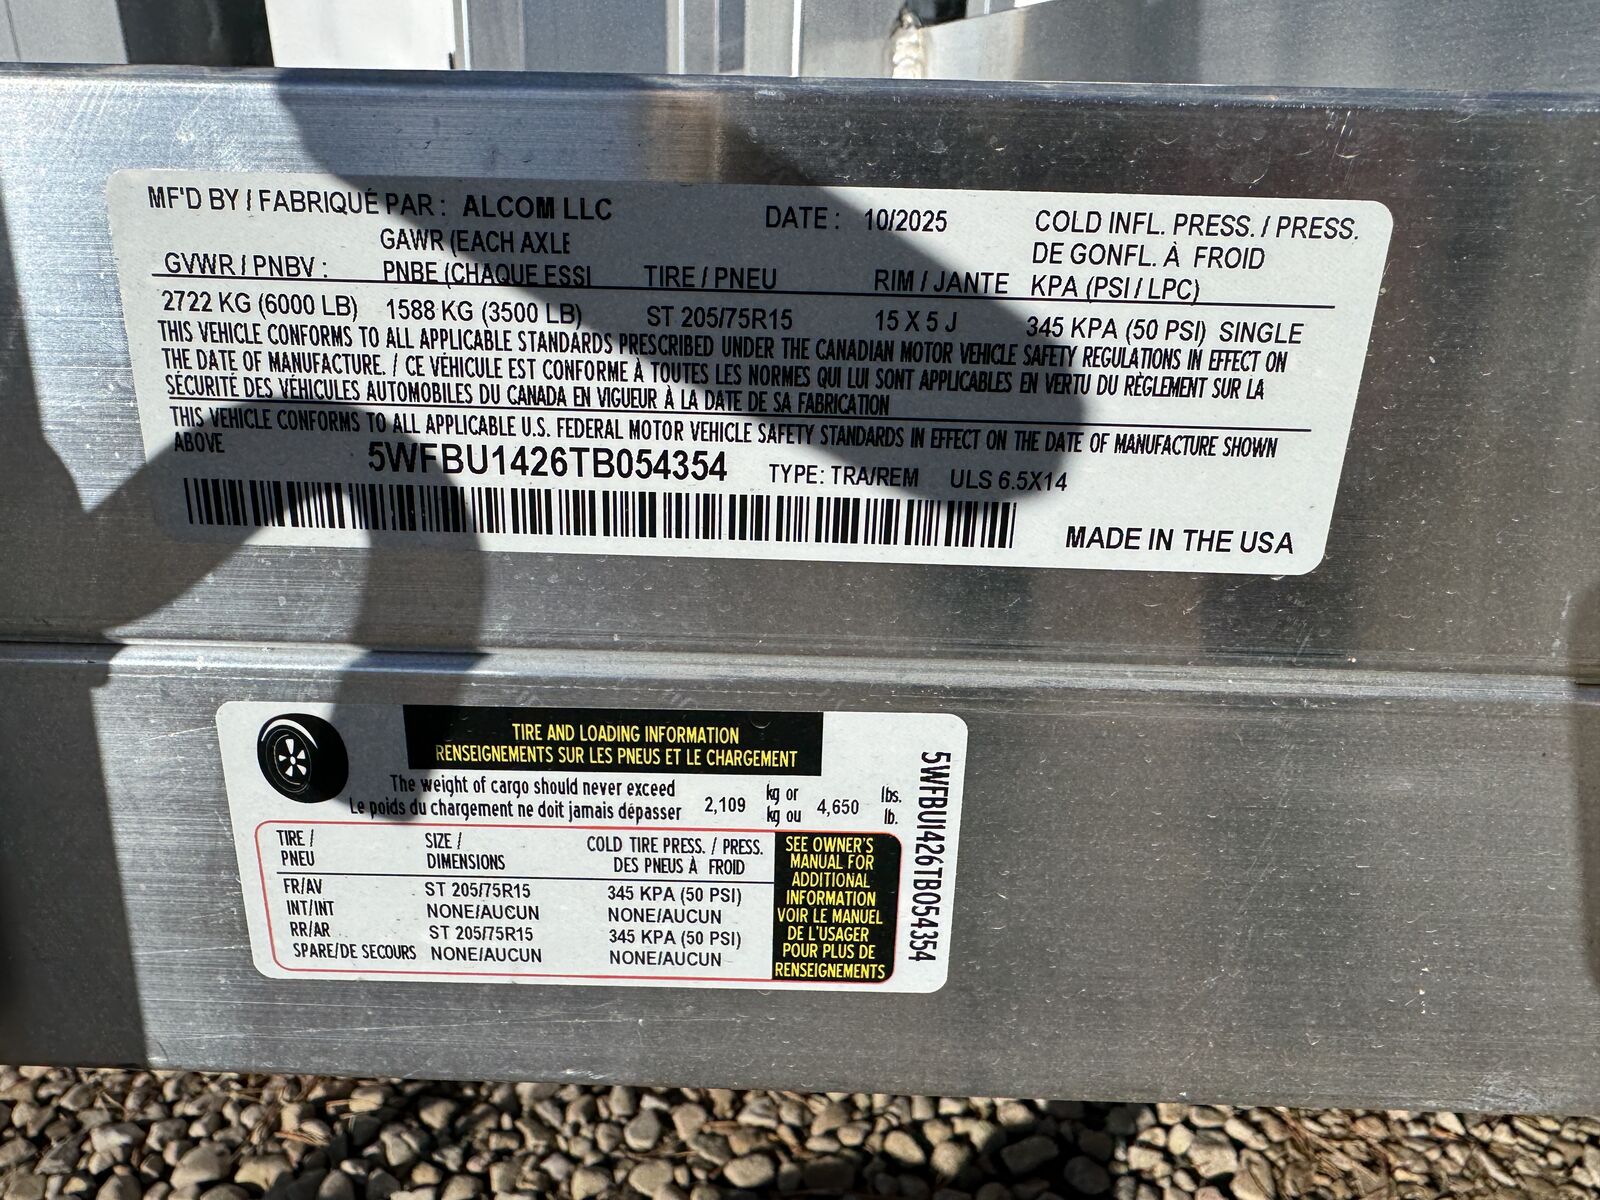 MF'D BY / FABRIQUÉ PAR : ALCOM LLC DATE : 10/2025 COLD INFL. PRESS. / PRESS.
GAWR (EACH AXLE DE GONFL. À FROID
GVWR / PNBV : PNBE (CHAQUE ESSI TIRE / PNEU RIM / JANTE KPA (PSI / LPC)
2722 KG (6000 LB) 1588 KG (3500 LB) ST 205/75R15 15 X 5 J 345 KPA (50 PSI) SINGLE
THIS VEHICLE CONFORMS TO ALL APPLICABLE STANDARDS PRESCRIBED UNDER THE CANADIAN MOTOR VEHICLE SAFETY REGULATIONS IN EFFECT ON
THE DATE OF MANUFACTURE. / CE VÉHICULE EST CONFORME À TOUTES LES NORMES QUI LUI SONT APPLICABLES EN VERTU DU RÈGLEMENT SUR LA
SÉCURITÉ DES VÉHICULES AUTOMOBILES DU CANADA EN VIGUEUR À LA DATE DE SA FABRICATION
THIS VEHICLE CONFORMS TO ALL APPLICABLE U.S. FEDERAL MOTOR VEHICLE SAFETY STANDARDS IN EFFECT ON THE DATE OF MANUFACTURE SHOWN
ABOVE
5WFBU1426TB054354 TYPE: TRA/REM ULS 6.5X14
MADE IN THE USA
TIRE AND LOADING INFORMATION
RENSEIGNEMENTS SUR LES PNEUS ET LE CHARGEMENT
The weight of cargo should never exceed kg or lbs.
2,109 4,650
Le poids du chargement ne doit jamais dépasser kg ou lb.
TIRE / SIZE / COLD TIRE PRESS. / PRESS.
PNEU DIMENSIONS DES PNEUS À FROID
FR/AV ST 205/75R15 345 KPA (50 PSI)
INT/INT NONE/AUCUN NONE/AUCUN
RR/AR ST 205/75R15 345 KPA (50 PSI)
SPARE/DE SECOURS NONE/AUCUN NONE/AUCUN
SEE OWNER'S
MANUAL FOR
ADDITIONAL
INFORMATION
VOIR LE MANUEL
DE L'USAGER
POUR PLUS DE
RENSEIGNEMENTS
5WFBU1426TB054354